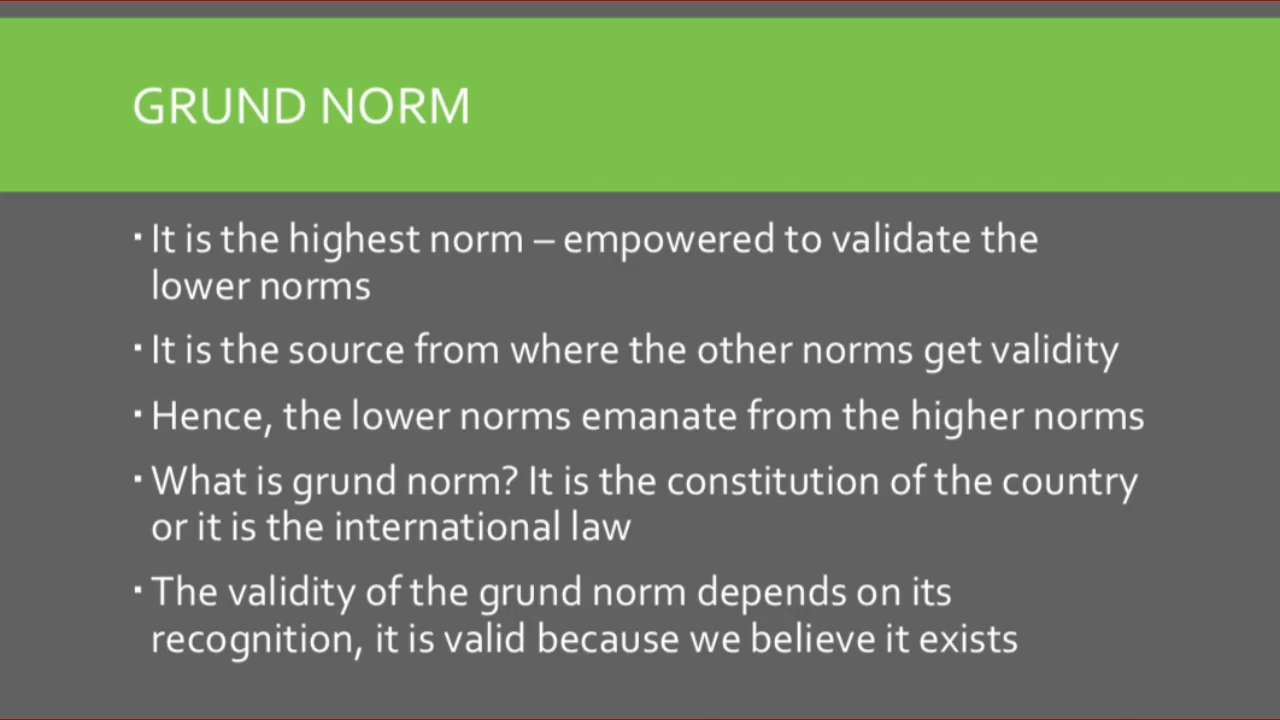 GRUND NORM
▪ It is the highest norm – empowered to validate the
lower norms
▪ It is the source from where the other norms get validity
▪ Hence, the lower norms emanate from the higher norms
▪ What is grund norm? It is the constitution of the country
or it is the international law
▪ The validity of the grund norm depends on its
recognition, it is valid because we believe it exists